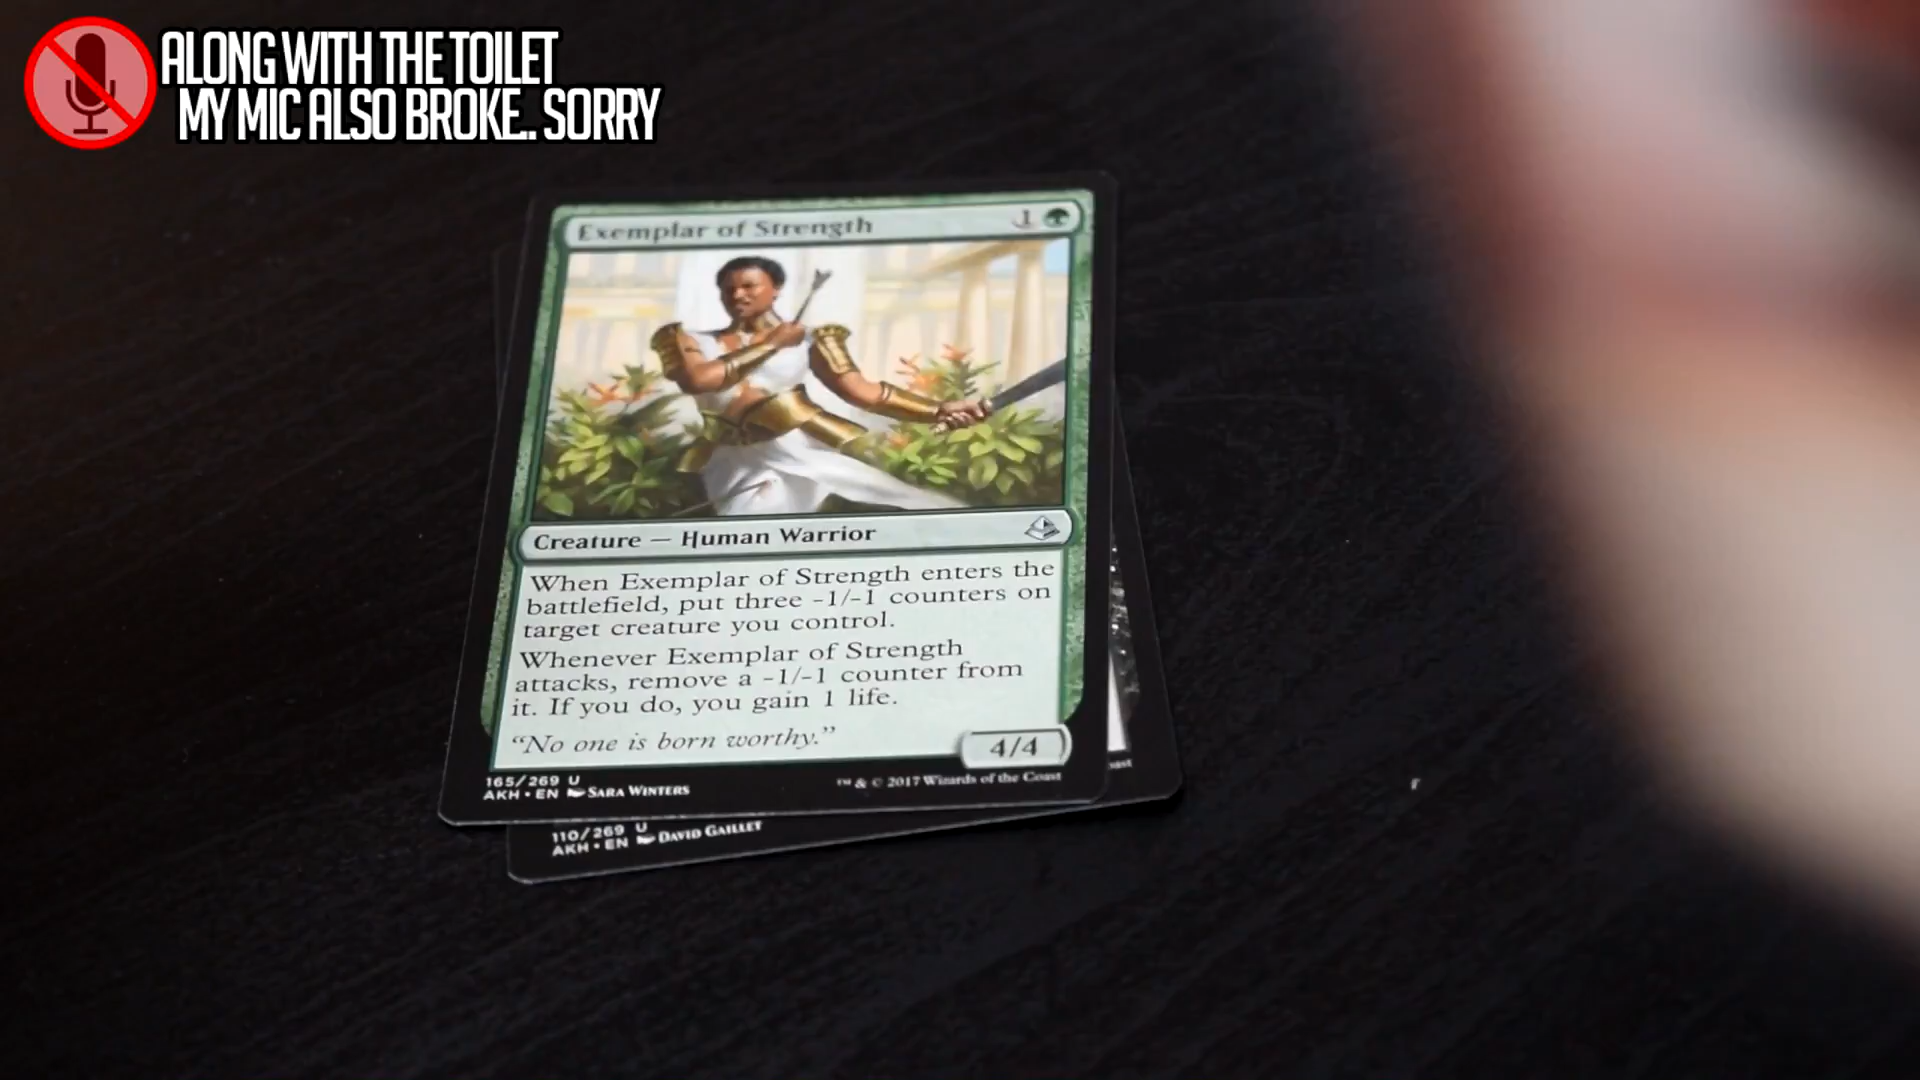 ALONG WITH THE TOILET
MY MIC ALSO BROKE.. SORRY
Exemplar of Strength 1
Creature — Human Warrior
When Exemplar of Strength enters the
battlefield, put three -1/-1 counters on
target creature you control.
Whenever Exemplar of Strength
attacks, remove a -1/-1 counter from
it. If you do, you gain 1 life.
“No one is born worthy.”
4/4
165/269 U
AKH • EN SARA WINTERS
™ & © 2017 Wizards of the Coast
110/269 U
AKH • EN DAVID GAILLET